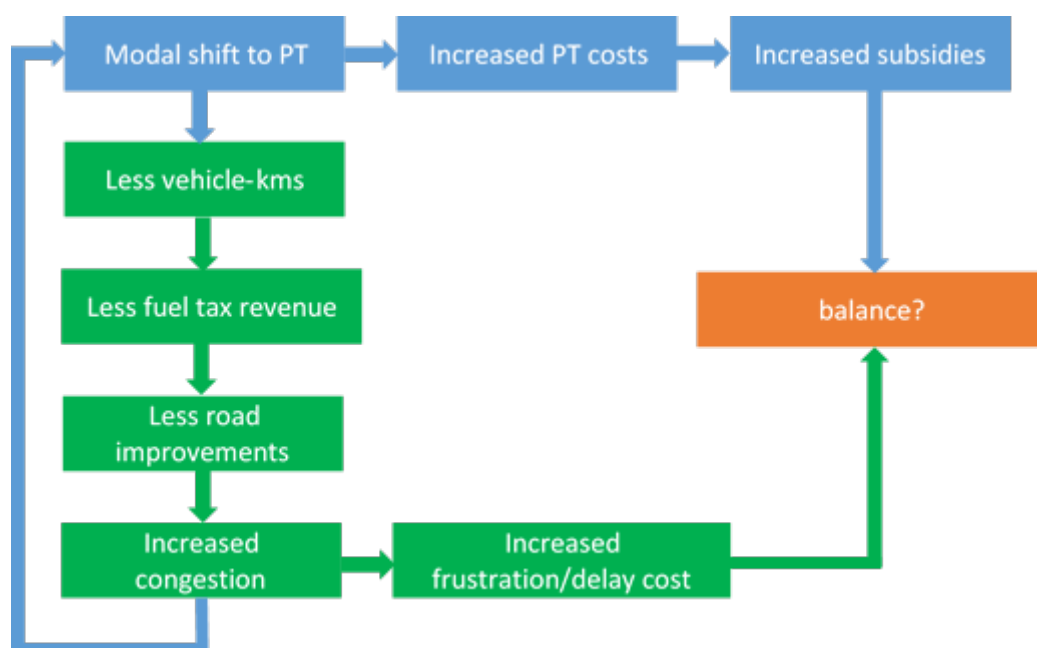 Modal shift to PT
Increased PT costs
Increased subsidies
Less vehicle-kms
Less fuel tax revenue
balance?
Less road
improvements
Increased
congestion
Increased
frustration/delay cost